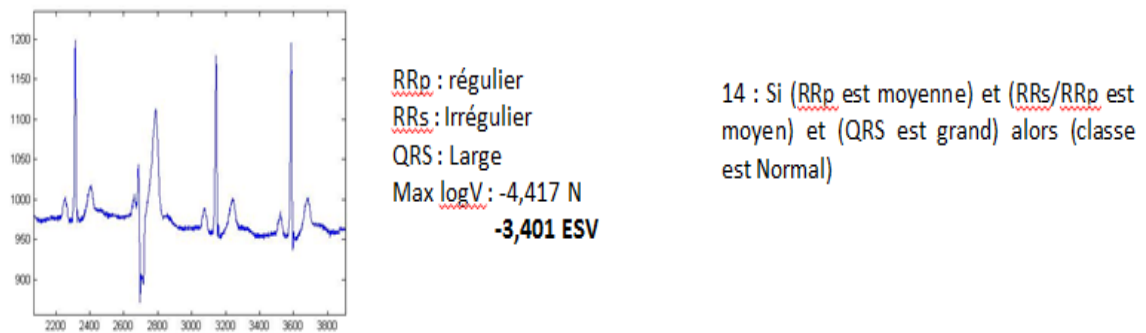 1200
1150
1100
1050
1000
950
900
2200 2400 2600 2800 3000 3200 3400 3600 3800
RRp : régulier
RRs : Irrégulier
QRS : Large
Max logV : -4,417 N
-3,401 ESV
14 : Si (RRp est moyenne) et (RRs/RRp est
moyen) et (QRS est grand) alors (classe
est Normal)